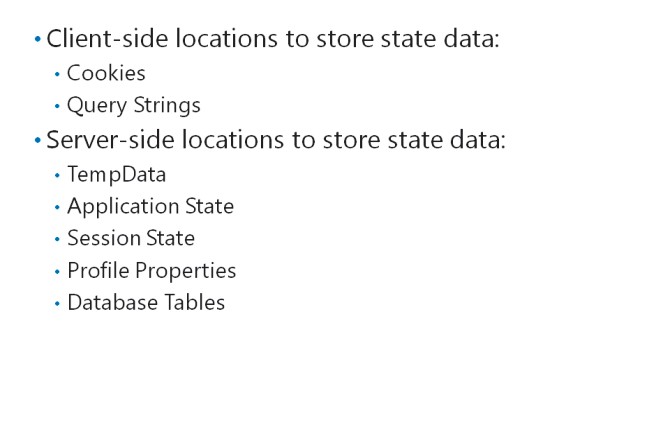 • Client-side locations to store state data:
• Cookies
• Query Strings
• Server-side locations to store state data:
• TempData
• Application State
• Session State
• Profile Properties
• Database Tables